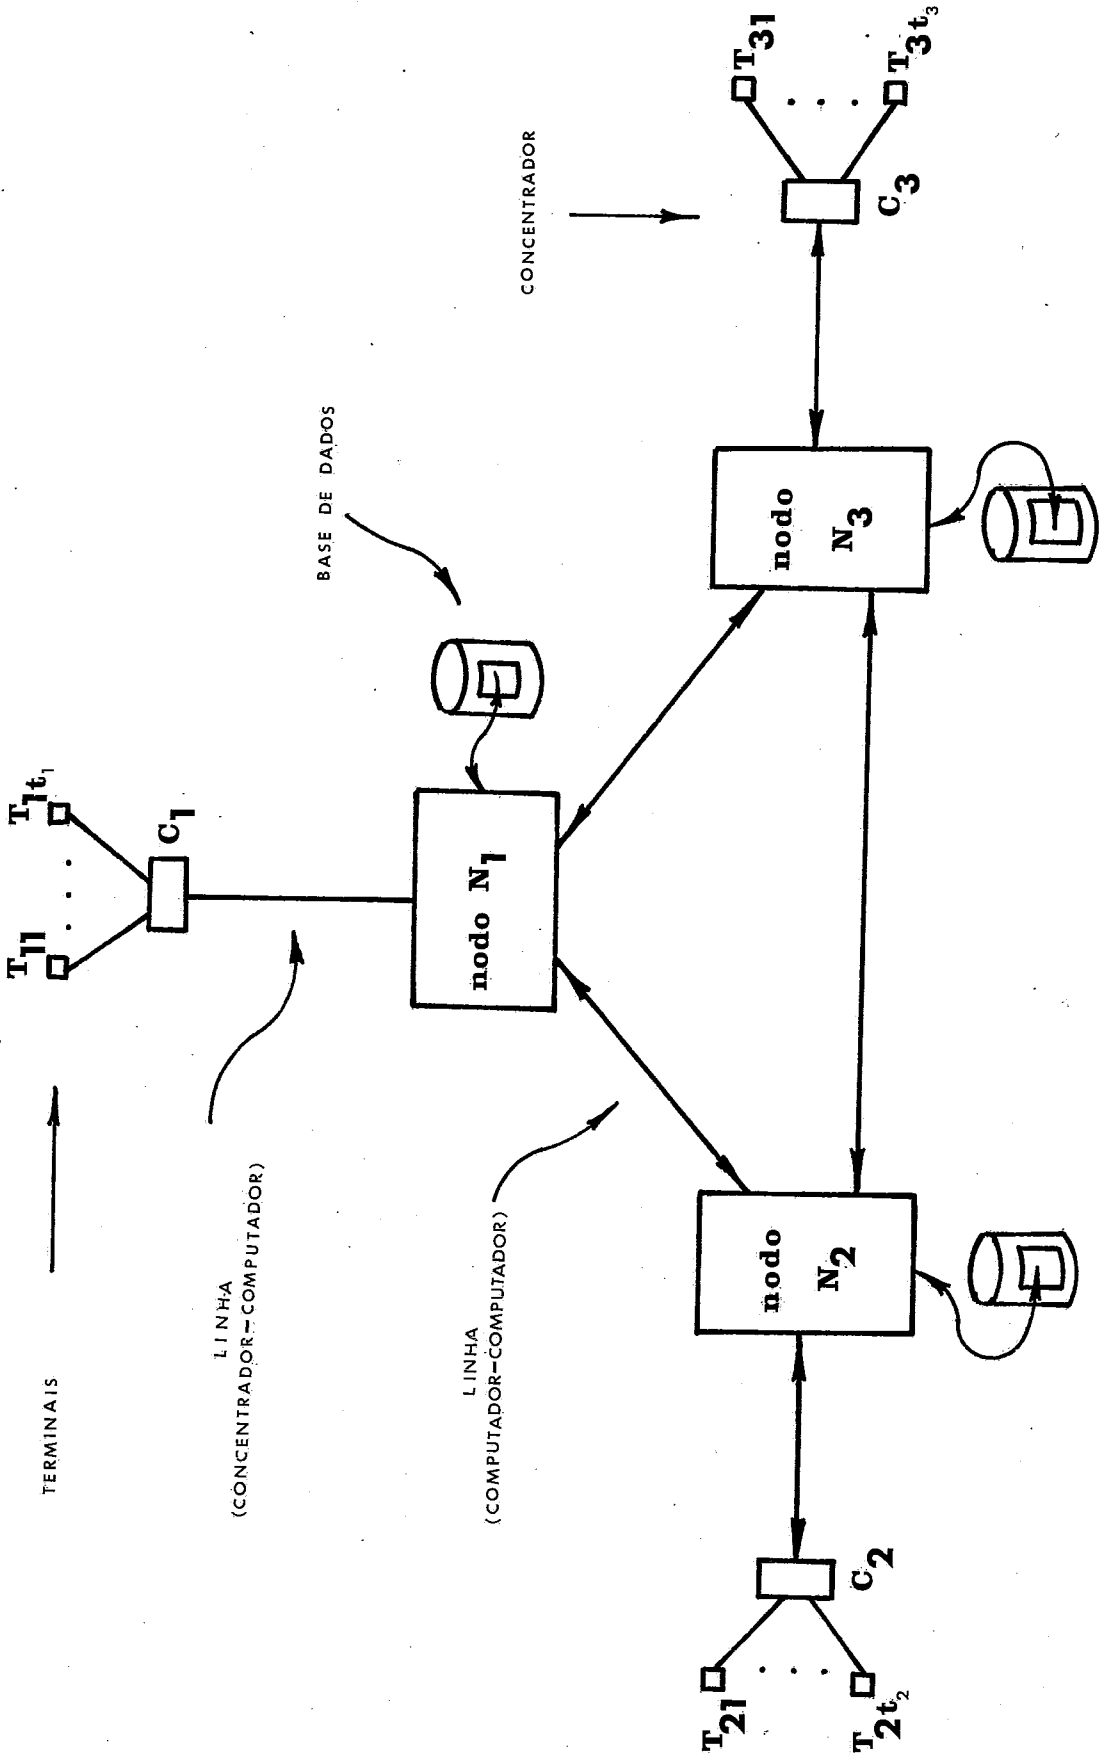 TERMINAIS
T11
T1t1
C1
LINHA
(CONCENTRADOR-COMPUTADOR)
BASE DE DADOS
CONCENTRADOR
nodo N1
LINHA
(COMPUTADOR-COMPUTADOR)
T21
T2t2
C2
nodo
N2
nodo
N3
C3
T31
T3t3